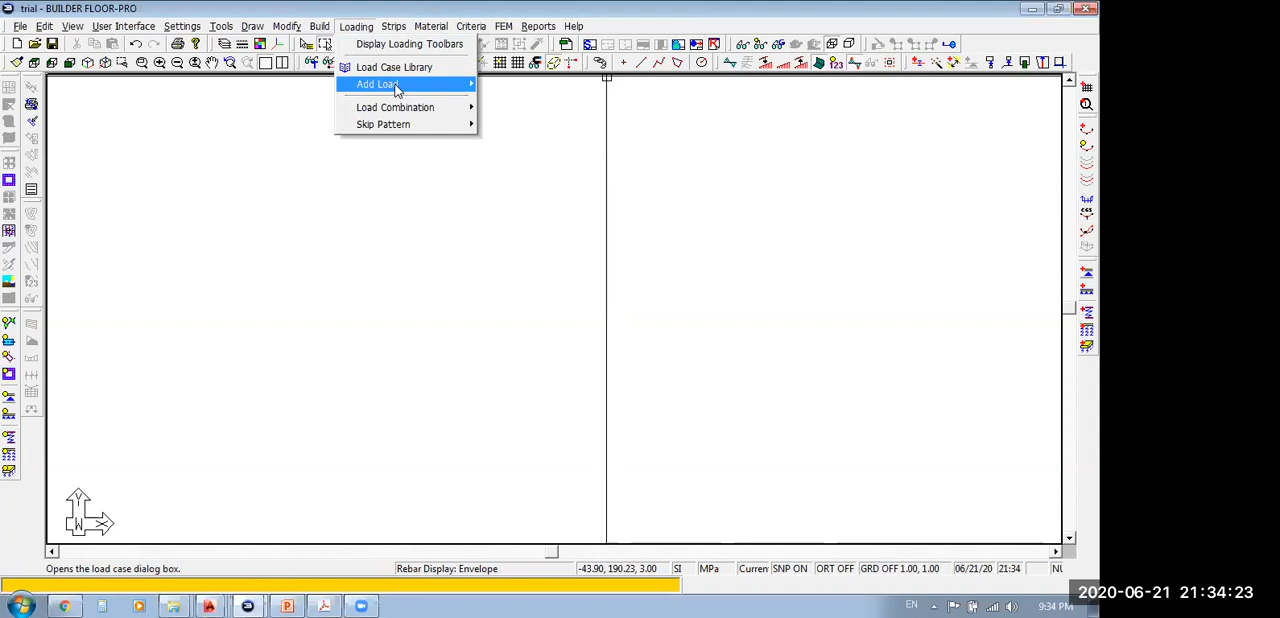 trial - BUILDER FLOOR-PRO
File Edit View User Interface Settings Tools Draw Modify Build Loading Strips Material Criteria FEM Reports Help
Display Loading Toolbars
Load Case Library
Add Load
Load Combination
Skip Pattern
Y
W X
Opens the load case dialog box. Rebar Display: Envelope -43.90, 190.23, 3.00 SI MPa Curren SNP ON ORT OFF GRD OFF 1.00, 1.00 06/21/20 21:34 NU
EN 9:34 PM
2020-06-21 21:34:23